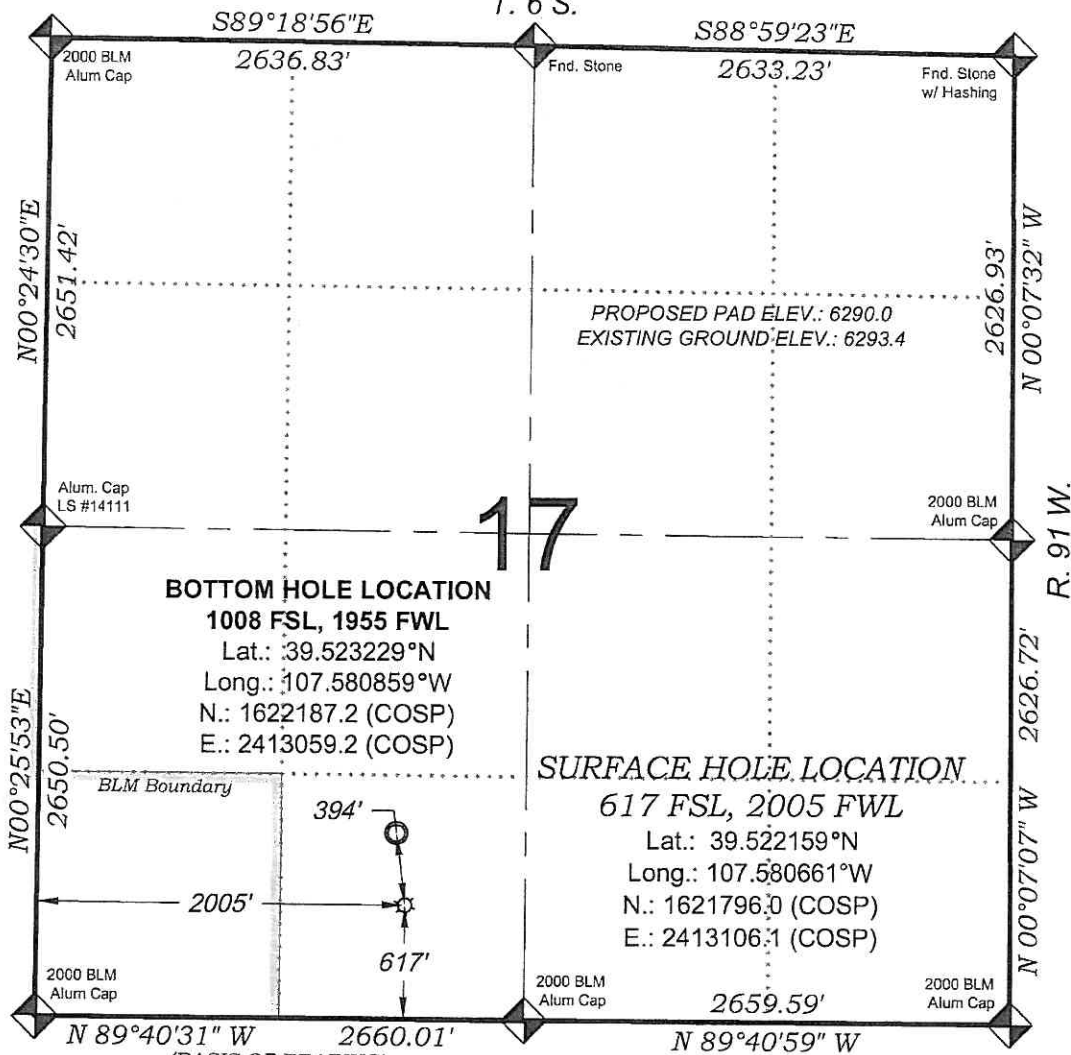 T. 6 S.
S89°18'56"E
S88°59'23"E
2000 BLM
Alum Cap
2636.83'
Fnd. Stone
2633.23'
Fnd. Stone
w/ Hashing
N00°24'30"E
2651.42'
2626.93'
N 00°07'32" W
PROPOSED PAD ELEV.: 6290.0
EXISTING GROUND ELEV.: 6293.4
Alum. Cap
LS #14111
17
2000 BLM
Alum Cap
R. 91 W.
BOTTOM HOLE LOCATION
1008 FSL, 1955 FWL
Lat.: 39.523229°N
Long.: 107.580859°W
N.: 1622187.2 (COSP)
E.: 2413059.2 (COSP)
N00°25'53"E
2650.50'
2626.72'
N 00°07'07" W
BLM Boundary
394'
2005'
617'
SURFACE HOLE LOCATION
617 FSL, 2005 FWL
Lat.: 39.522159°N
Long.: 107.580661°W
N.: 1621796.0 (COSP)
E.: 2413106.1 (COSP)
2000 BLM
Alum Cap
2000 BLM
Alum Cap
2659.59'
2000 BLM
Alum Cap
N 89°40'31" W
2660.01'
N 89°40'59" W